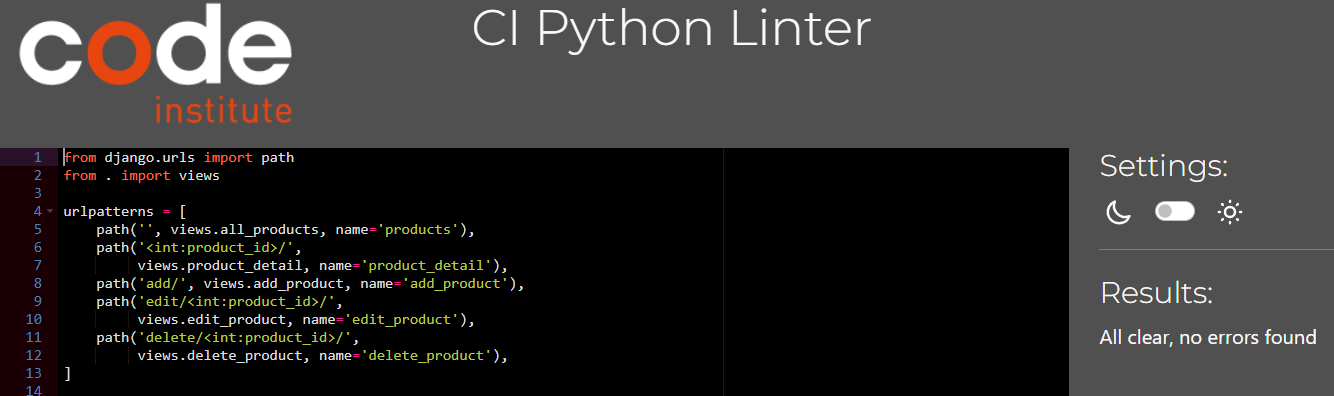 code
institute
CI Python Linter
1 from django.urls import path
2 from . import views
3
4 urlpatterns = [
5     path('', views.all_products, name='products'),
6     path('<int:product_id>/',
7          views.product_detail, name='product_detail'),
8     path('add/', views.add_product, name='add_product'),
9     path('edit/<int:product_id>/',
10          views.edit_product, name='edit_product'),
11     path('delete/<int:product_id>/',
12          views.delete_product, name='delete_product'),
13 ]
14
Settings:
Results:
All clear, no errors found